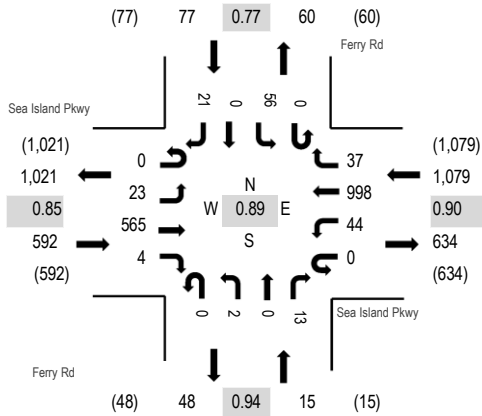 (77) 77 0.77 60 (60)
Ferry Rd
21 0 56 0
Sea Island Pkwy
(1,021) (1,079)
0 37
1,021 1,079
23 N 998
0.85 W 0.89 E 0.90
565 S 44
592 634
4 0
(592) (634)
0 2 0 13
Sea Island Pkwy
Ferry Rd
(48) 48 0.94 15 (15)